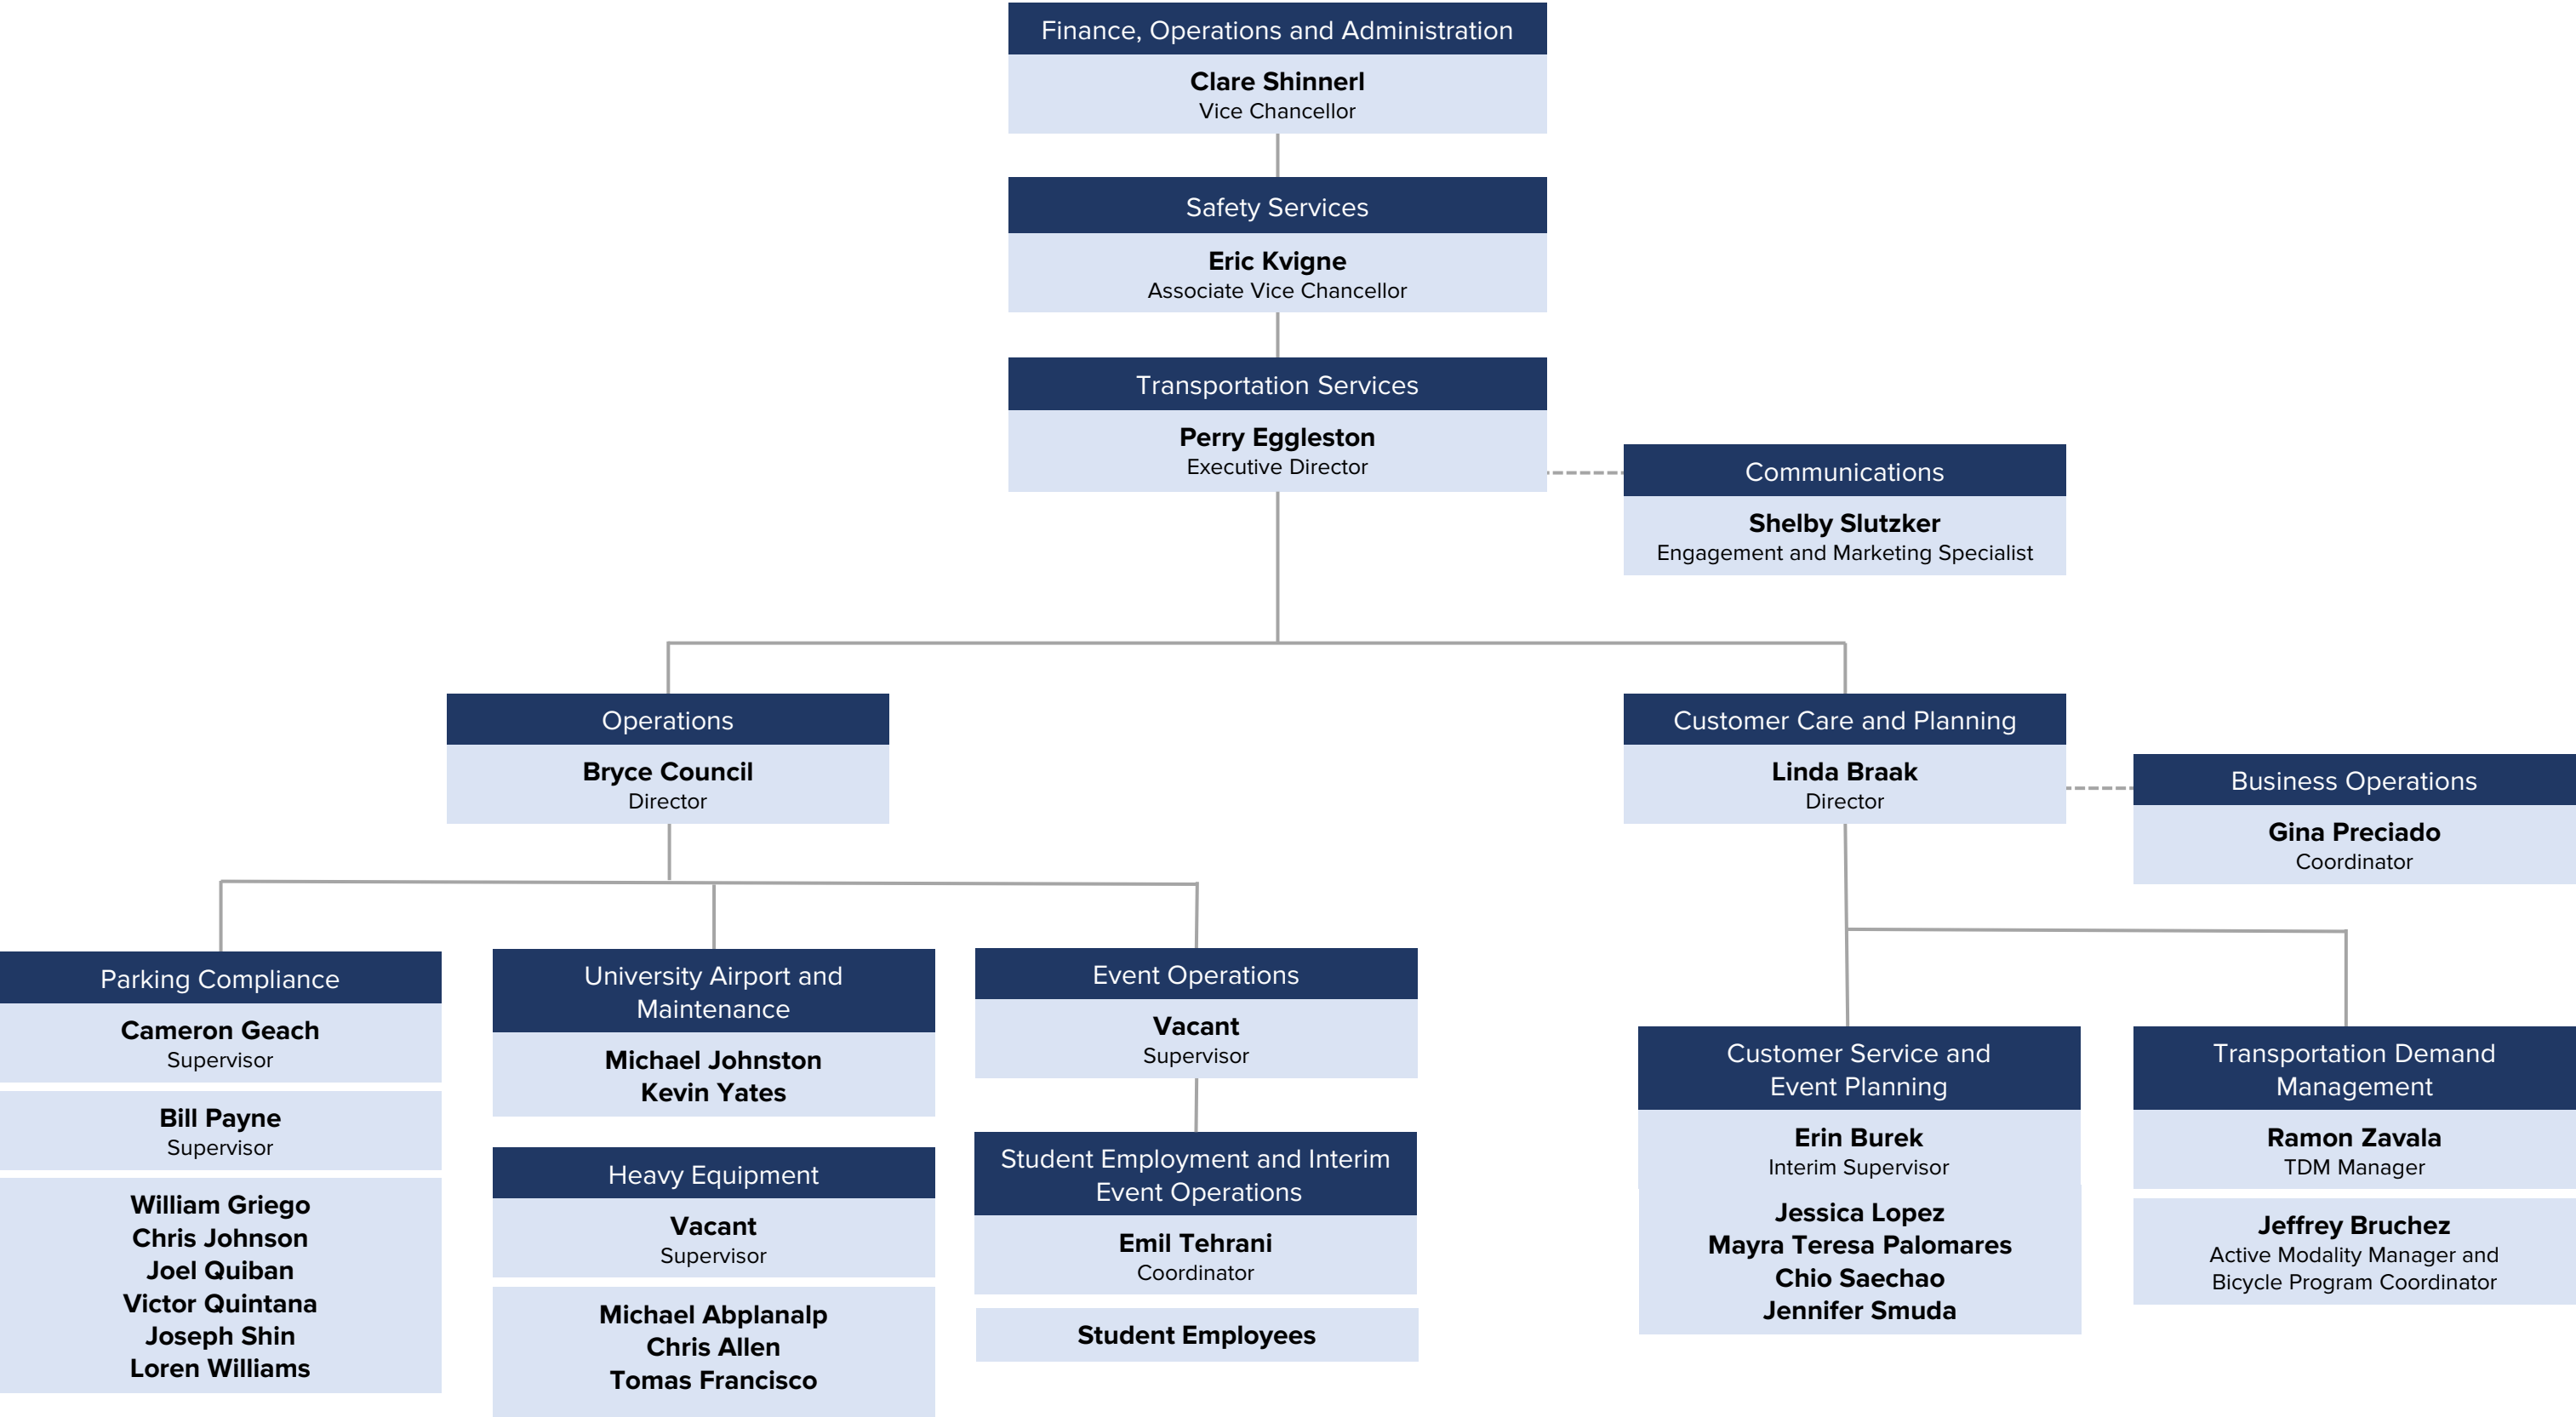 Finance, Operations and Administration
Clare Shinnerl
Vice Chancellor
Safety Services
Eric Kvigne
Associate Vice Chancellor
Transportation Services
Perry Eggleston
Executive Director
Communications
Shelby Slutzker
Engagement and Marketing Specialist
Operations
Bryce Council
Director
Customer Care and Planning
Linda Braak
Director
Business Operations
Gina Preciado
Coordinator
Parking Compliance
Cameron Geach
Supervisor
Bill Payne
Supervisor
William Griego
Chris Johnson
Joel Quiban
Victor Quintana
Joseph Shin
Loren Williams
University Airport and
Maintenance
Michael Johnston
Kevin Yates
Heavy Equipment
Vacant
Supervisor
Michael Abplanalp
Chris Allen
Tomas Francisco
Event Operations
Vacant
Supervisor
Student Employment and Interim
Event Operations
Emil Tehrani
Coordinator
Student Employees
Customer Service and
Event Planning
Erin Burek
Interim Supervisor
Jessica Lopez
Mayra Teresa Palomares
Chio Saechao
Jennifer Smuda
Transportation Demand
Management
Ramon Zavala
TDM Manager
Jeffrey Bruchez
Active Modality Manager and
Bicycle Program Coordinator